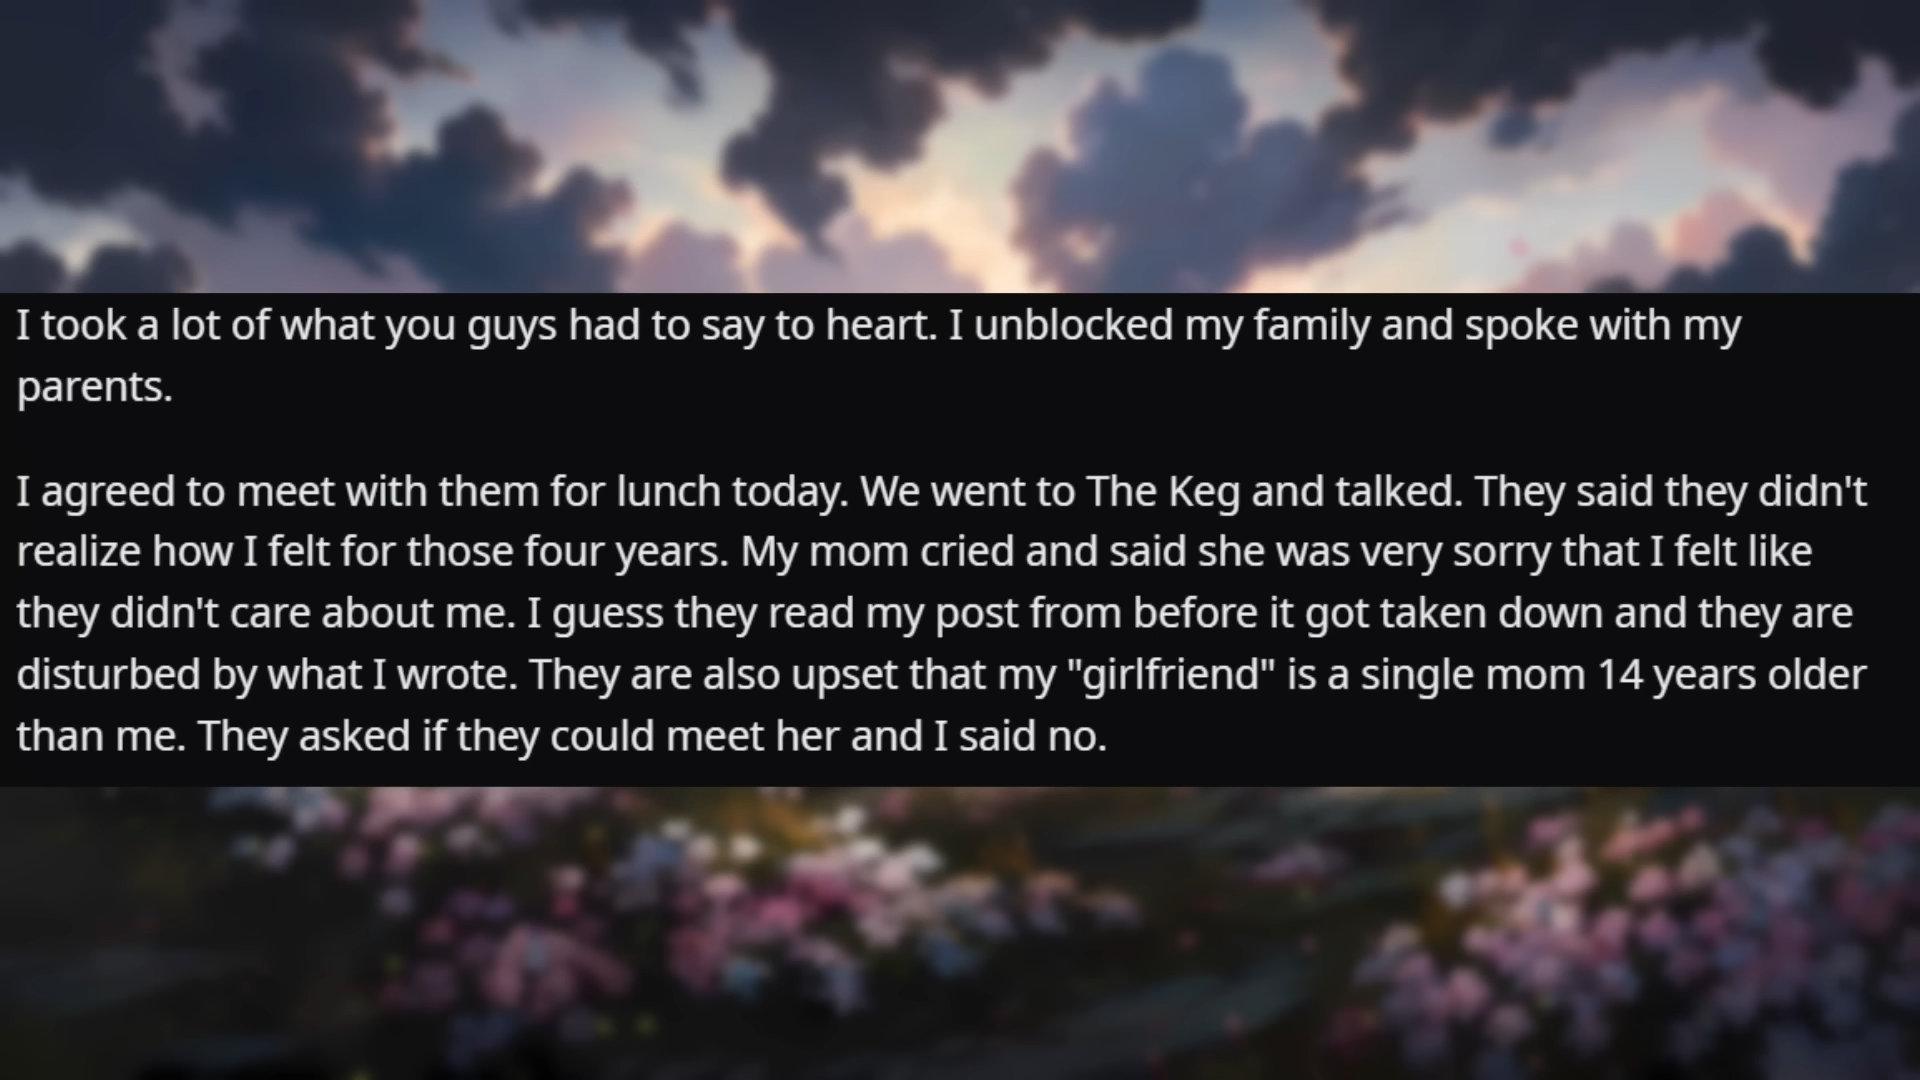 I took a lot of what you guys had to say to heart. I unblocked my family and spoke with my
parents.
I agreed to meet with them for lunch today. We went to The Keg and talked. They said they didn't
realize how I felt for those four years. My mom cried and said she was very sorry that I felt like
they didn't care about me. I guess they read my post from before it got taken down and they are
disturbed by what I wrote. They are also upset that my "girlfriend" is a single mom 14 years older
than me. They asked if they could meet her and I said no.